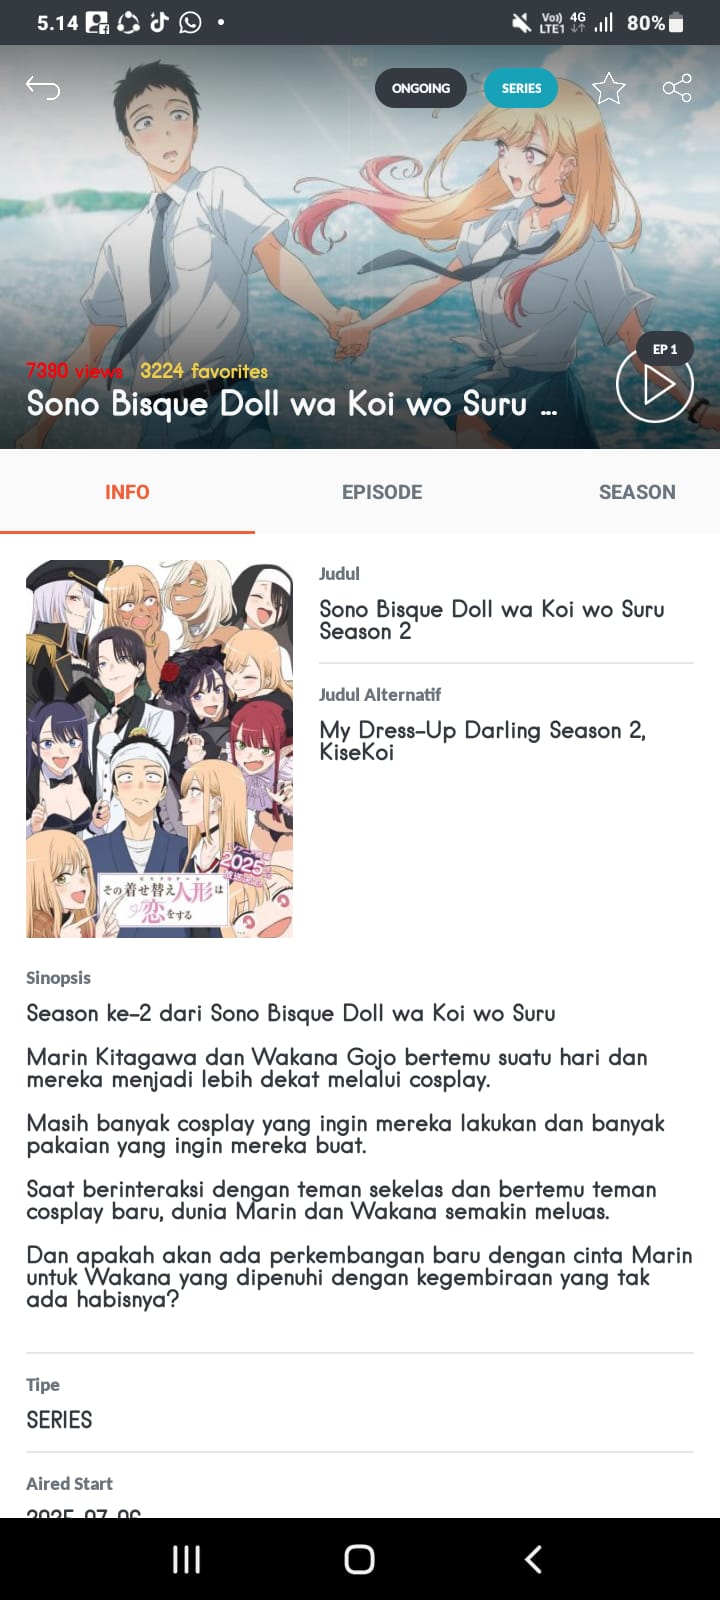 5.14
Vo)) 4G
LTE1
80%
ONGOING
SERIES
EP 1
7390 views 3224 favorites
Sono Bisque Doll wa Koi wo Suru ...
INFO EPISODE SEASON
Judul
Sono Bisque Doll wa Koi wo Suru
Season 2
Judul Alternatif
My Dress-Up Darling Season 2,
KiseKoi
2025
その着せ替え人形は
恋をする
Sinopsis
Season ke-2 dari Sono Bisque Doll wa Koi wo Suru
Marin Kitagawa dan Wakana Gojo bertemu suatu hari dan
mereka menjadi lebih dekat melalui cosplay.
Masih banyak cosplay yang ingin mereka lakukan dan banyak
pakaian yang ingin mereka buat.
Saat berinteraksi dengan teman sekelas dan bertemu teman
cosplay baru, dunia Marin dan Wakana semakin meluas.
Dan apakah akan ada perkembangan baru dengan cinta Marin
untuk Wakana yang dipenuhi dengan kegembiraan yang tak
ada habisnya?
Tipe
SERIES
Aired Start
2025-07-06